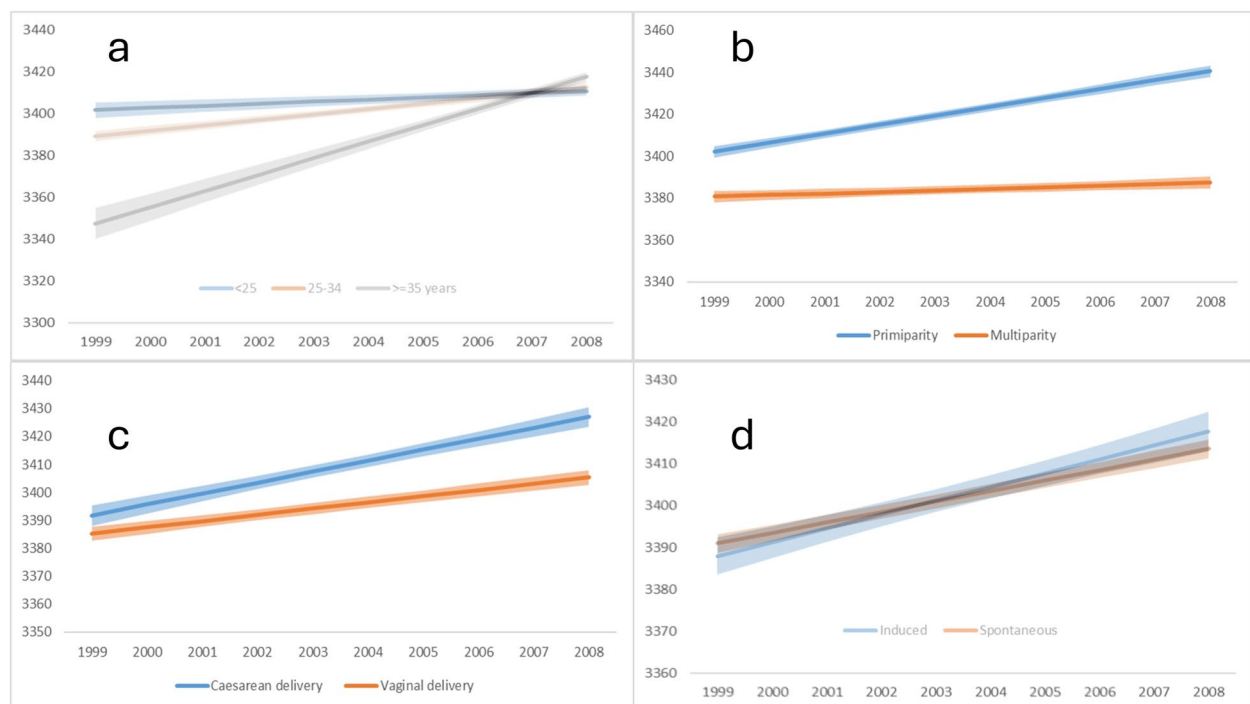 a
3440
3420
3400
3380
3360
3340
3320
3300
<25 25-34 >=35 years
1999 2000 2001 2002 2003 2004 2005 2006 2007 2008
b
3460
3440
3420
3400
3380
3360
3340
1999 2000 2001 2002 2003 2004 2005 2006 2007 2008
Primiparity Multiparity
c
3440
3430
3420
3410
3400
3390
3380
3370
3360
3350
1999 2000 2001 2002 2003 2004 2005 2006 2007 2008
Caesarean delivery Vaginal delivery
d
3430
3420
3410
3400
3390
3380
3370
3360
Induced Spontaneous
1999 2000 2001 2002 2003 2004 2005 2006 2007 2008